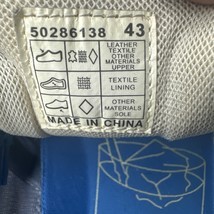 50286138 43
LEATHER
TEXTILE
OTHER
MATERIALS
UPPER
TEXTILE
LINING
OTHER
MATERIALS
SOLE
MADE IN
CHINA